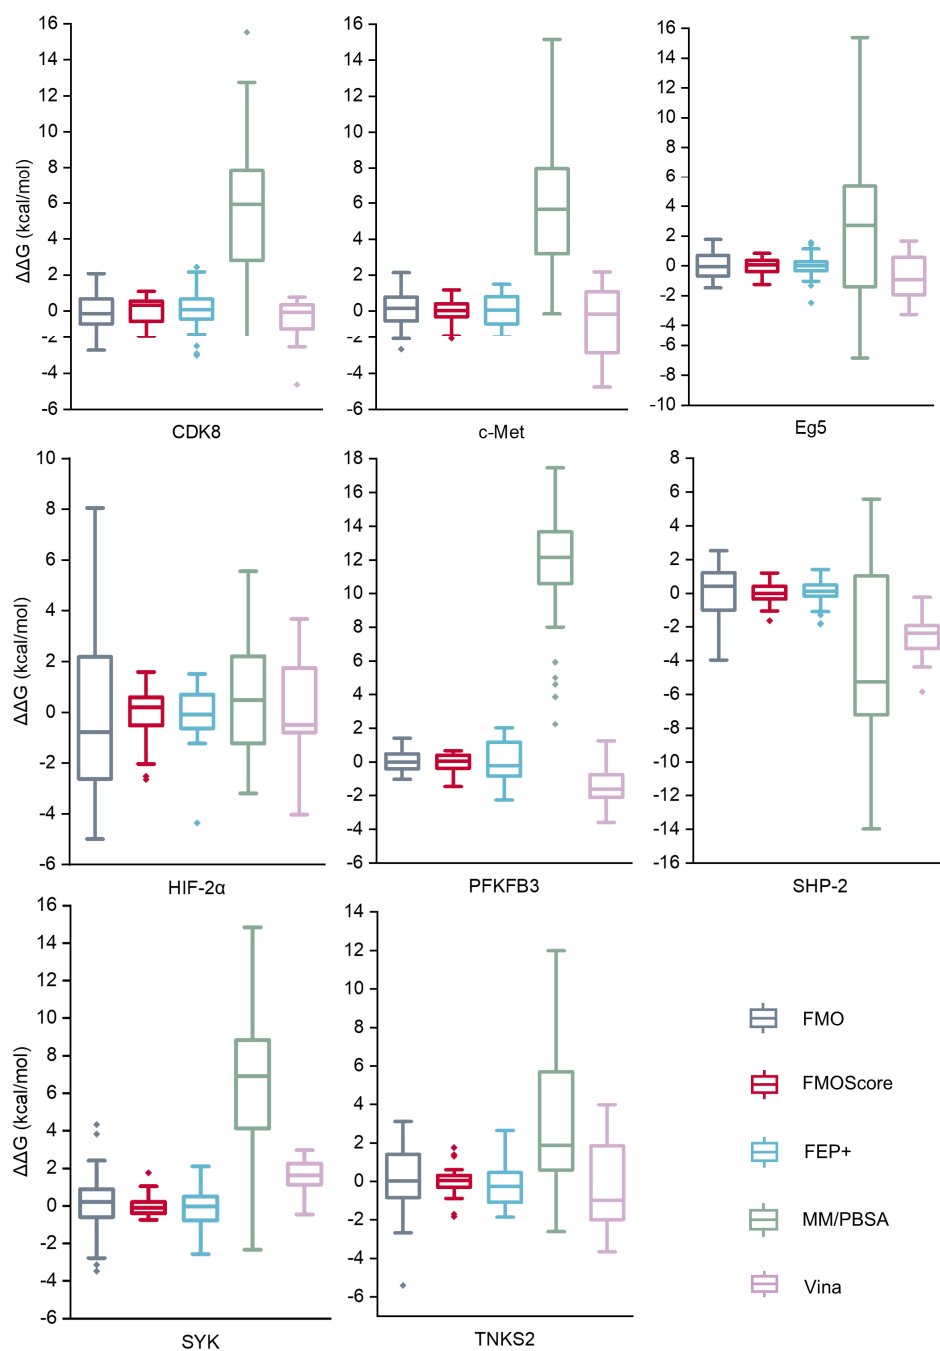 16 14 12 10 8 6 4 2 0 -2 -4 -6
ΔΔG (kcal/mol)
CDK8
16 14 12 10 8 6 4 2 0 -2 -4 -6
c-Met
16 14 12 10 8 6 4 2 0 -2 -4 -6 -8 -10
Eg5
10 8 6 4 2 0 -2 -4 -6
ΔΔG (kcal/mol)
HIF-2α
18 16 14 12 10 8 6 4 2 0 -2 -4 -6
PFKFB3
8 6 4 2 0 -2 -4 -6 -8 -10 -12 -14 -16
SHP-2
16 14 12 10 8 6 4 2 0 -2 -4 -6
ΔΔG (kcal/mol)
SYK
14 12 10 8 6 4 2 0 -2 -4 -6
TNKS2
FMO
FMOScore
FEP+
MM/PBSA
Vina